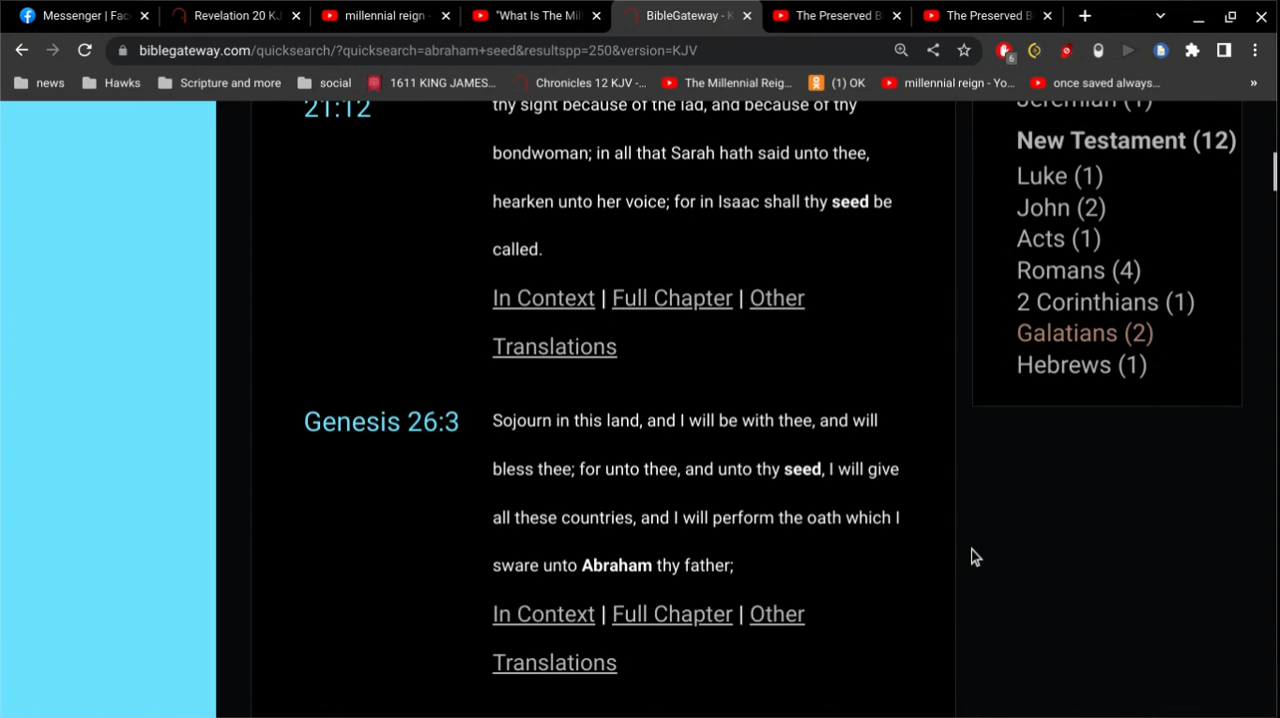 Messenger | Fac
Revelation 20 KJ
millennial reign -
"What Is The Mil
BibleGateway - K
The Preserved B
The Preserved B
biblegateway.com/quicksearch/?quicksearch=abraham+seed&resultspp=250&version=KJV
6
news
Hawks
Scripture and more
social
1611 KING JAMES...
Chronicles 12 KJV -...
The Millennial Reig...
(1) OK
millennial reign - Yo...
once saved always...
»
21:12
thy sight because of the lad, and because of thy
bondwoman; in all that Sarah hath said unto thee,
hearken unto her voice; for in Isaac shall thy seed be
called.
In Context | Full Chapter | Other
Translations
Genesis 26:3
Sojourn in this land, and I will be with thee, and will
bless thee; for unto thee, and unto thy seed, I will give
all these countries, and I will perform the oath which I
sware unto Abraham thy father;
In Context | Full Chapter | Other
Translations
Jeremiah (1)
New Testament (12)
Luke (1)
John (2)
Acts (1)
Romans (4)
2 Corinthians (1)
Galatians (2)
Hebrews (1)